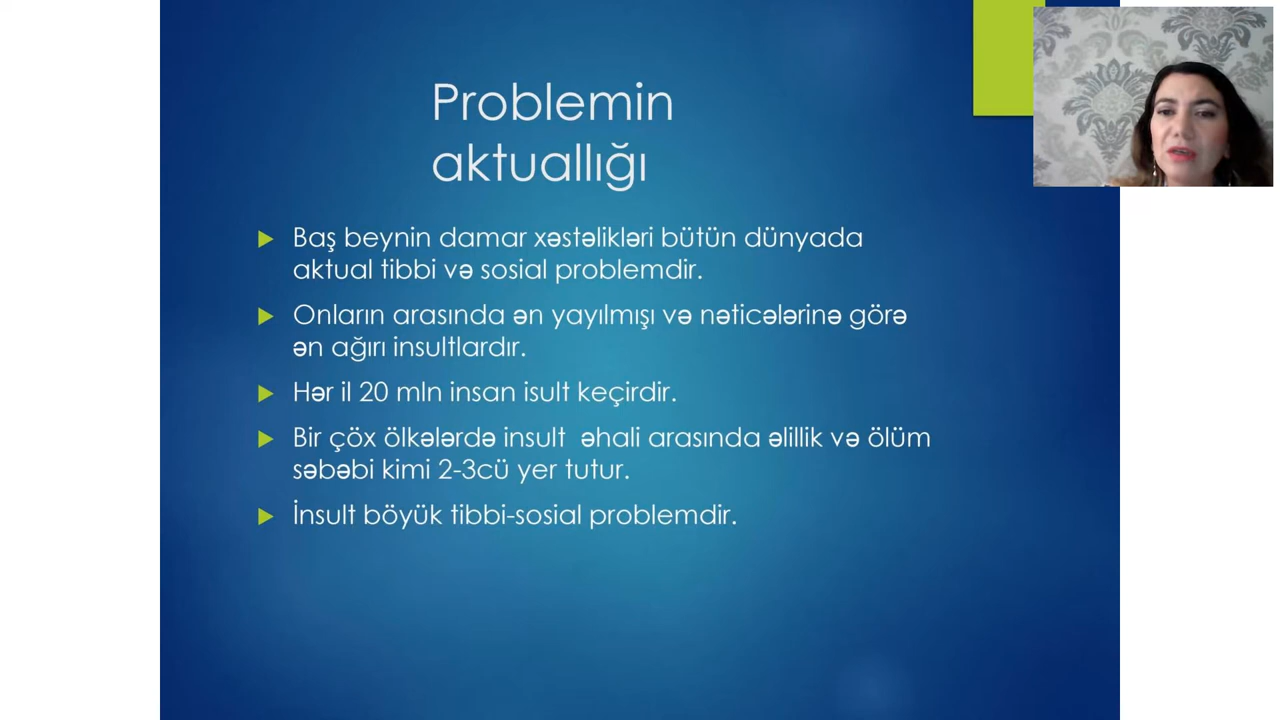 Problemin
aktuallığı
Baş beynin damar xəstəlikləri bütün dünyada
aktual tibbi və sosial problemdir.
Onların arasında ən yayılmışı və nəticələrinə görə
ən ağırı insultlardır.
Hər il 20 mln insan isult keçirdir.
Bir çöx ölkələrdə insult əhali arasında əlillik və ölüm
səbəbi kimi 2-3cü yer tutur.
İnsult böyük tibbi-sosial problemdir.